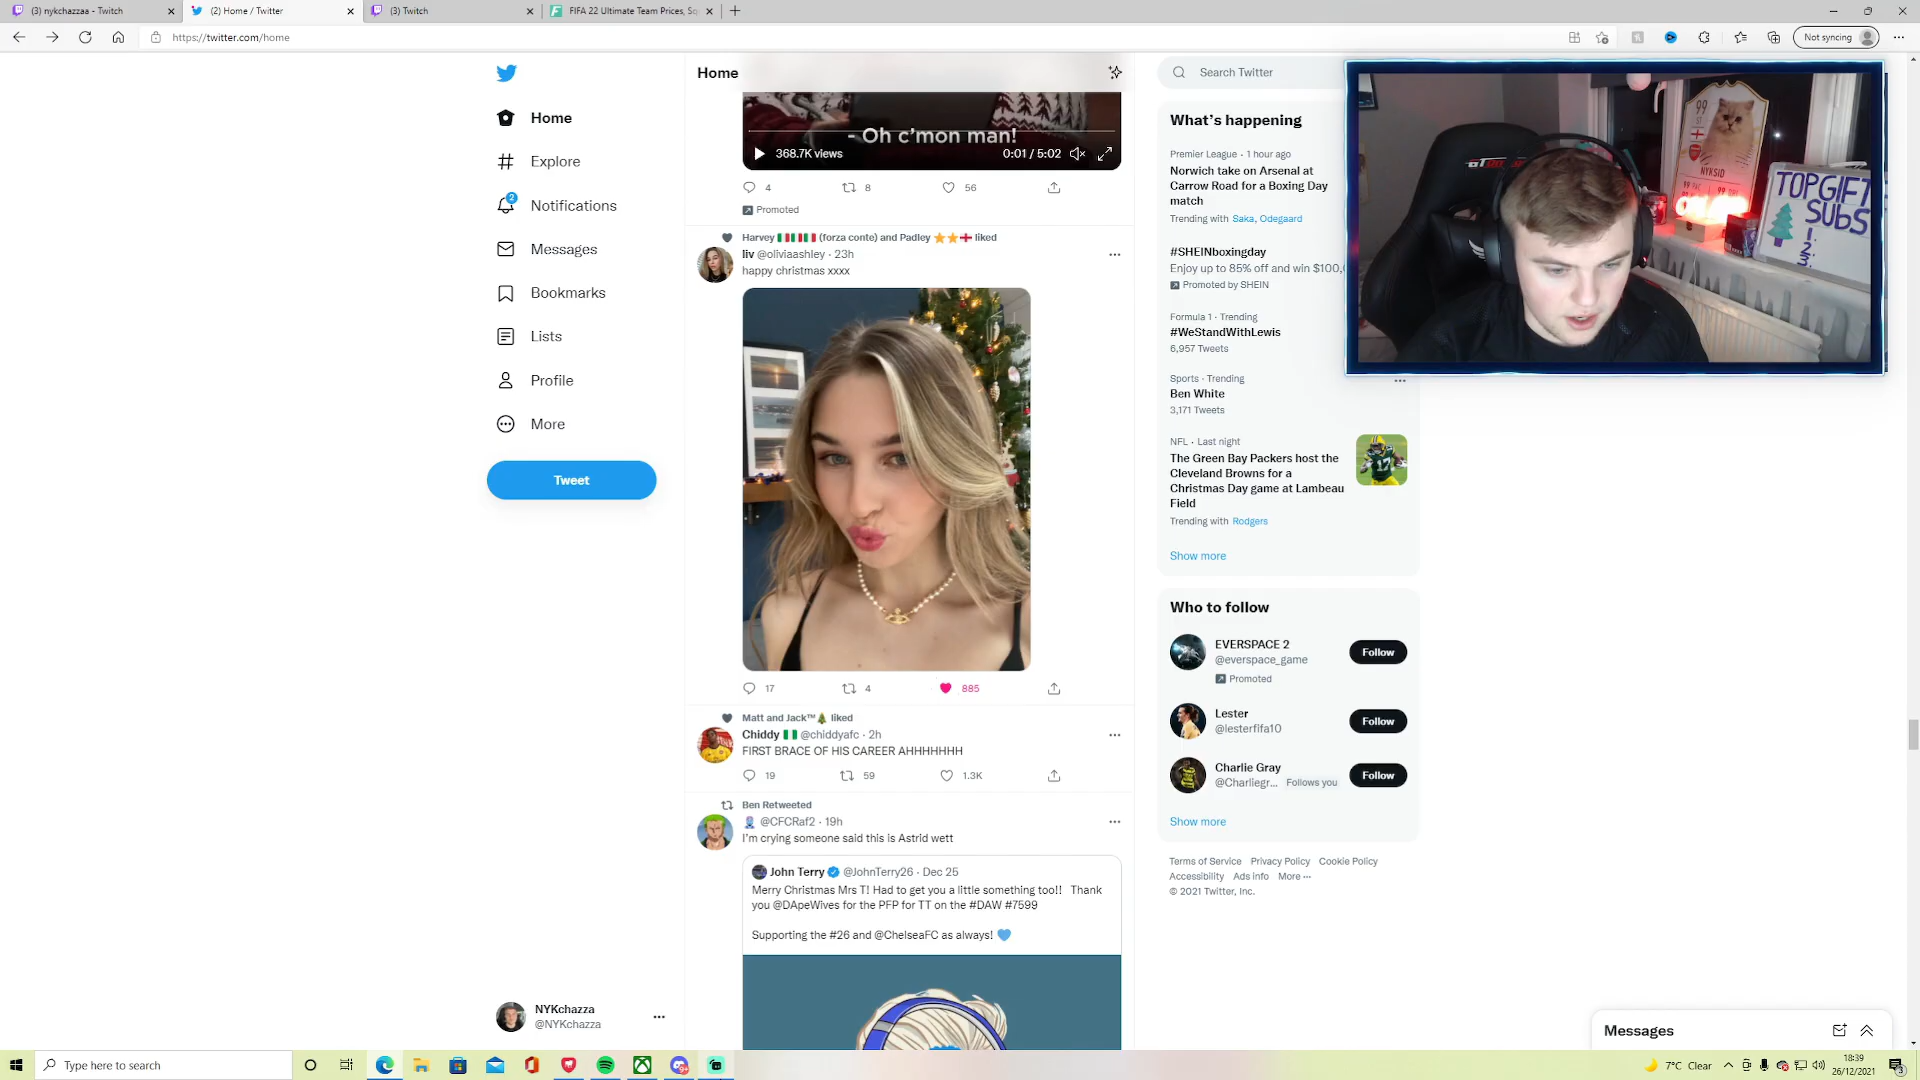 (3) nykchazzaa - Twitch
(2) Home / Twitter
(3) Twitch
FIFA 22 Ultimate Team Prices, Sq
https://twitter.com/home
Not syncing
Home
Explore
Notifications
2
Messages
Bookmarks
Lists
Profile
More
Tweet
NYKchazza
@NYKchazza
Home
- Oh c'mon man!
368.7K views
0:01 / 5:02
4
8
56
Promoted
Harvey (forza conte) and Padley liked
liv @oliviaashley · 23h
happy christmas xxxx
17
4
885
Matt and Jack™ liked
Chiddy @chiddyafc · 2h
FIRST BRACE OF HIS CAREER AHHHHHHH
19
59
1.3K
Ben Retweeted
@CFCRaf2 · 19h
I'm crying someone said this is Astrid wett
John Terry @JohnTerry26 · Dec 25
Merry Christmas Mrs T! Had to get you a little something too!! Thank
you @DApeWives for the PFP for TT on the #DAW #7599
Supporting the #26 and @ChelseaFC as always!
Search Twitter
What's happening
Premier League · 1 hour ago
Norwich take on Arsenal at
Carrow Road for a Boxing Day
match
Trending with Saka, Odegaard
#SHEINboxingday
Enjoy up to 85% off and win $100,
Promoted by SHEIN
Formula 1 · Trending
#WeStandWithLewis
6,957 Tweets
Sports · Trending
Ben White
3,171 Tweets
NFL · Last night
The Green Bay Packers host the
Cleveland Browns for a
Christmas Day game at Lambeau
Field
Trending with Rodgers
17
Show more
Who to follow
EVERSPACE 2
@everspace_game
Promoted
Follow
Lester
@lesterfifa10
Follow
Charlie Gray
@Charliegr... Follows you
Follow
Show more
Terms of Service Privacy Policy Cookie Policy
Accessibility Ads info More
© 2021 Twitter, Inc.
99
ST
NYKSID
TOP GIFT
SUBS
Messages
Type here to search
7°C Clear
18:39
26/12/2021
3